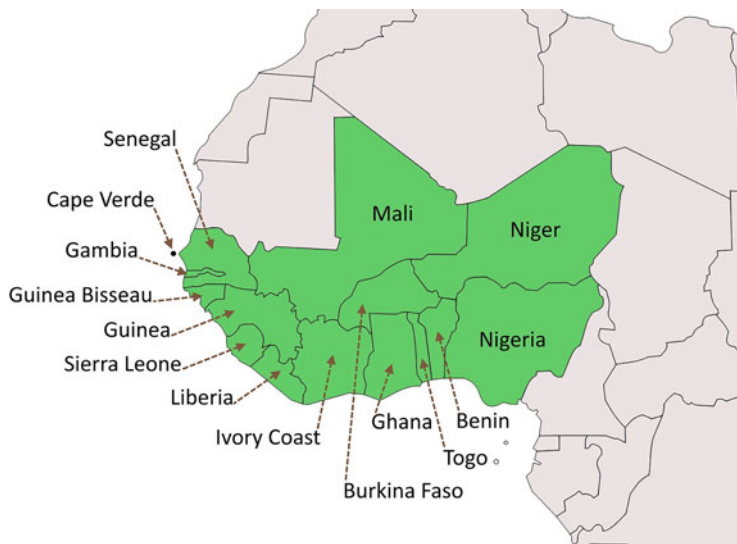 Senegal
Cape Verde
Mali
Niger
Gambia
Guinea Bisseau
Guinea
Sierra Leone
Nigeria
Liberia
Ivory Coast
Ghana
Benin
Togo
Burkina Faso